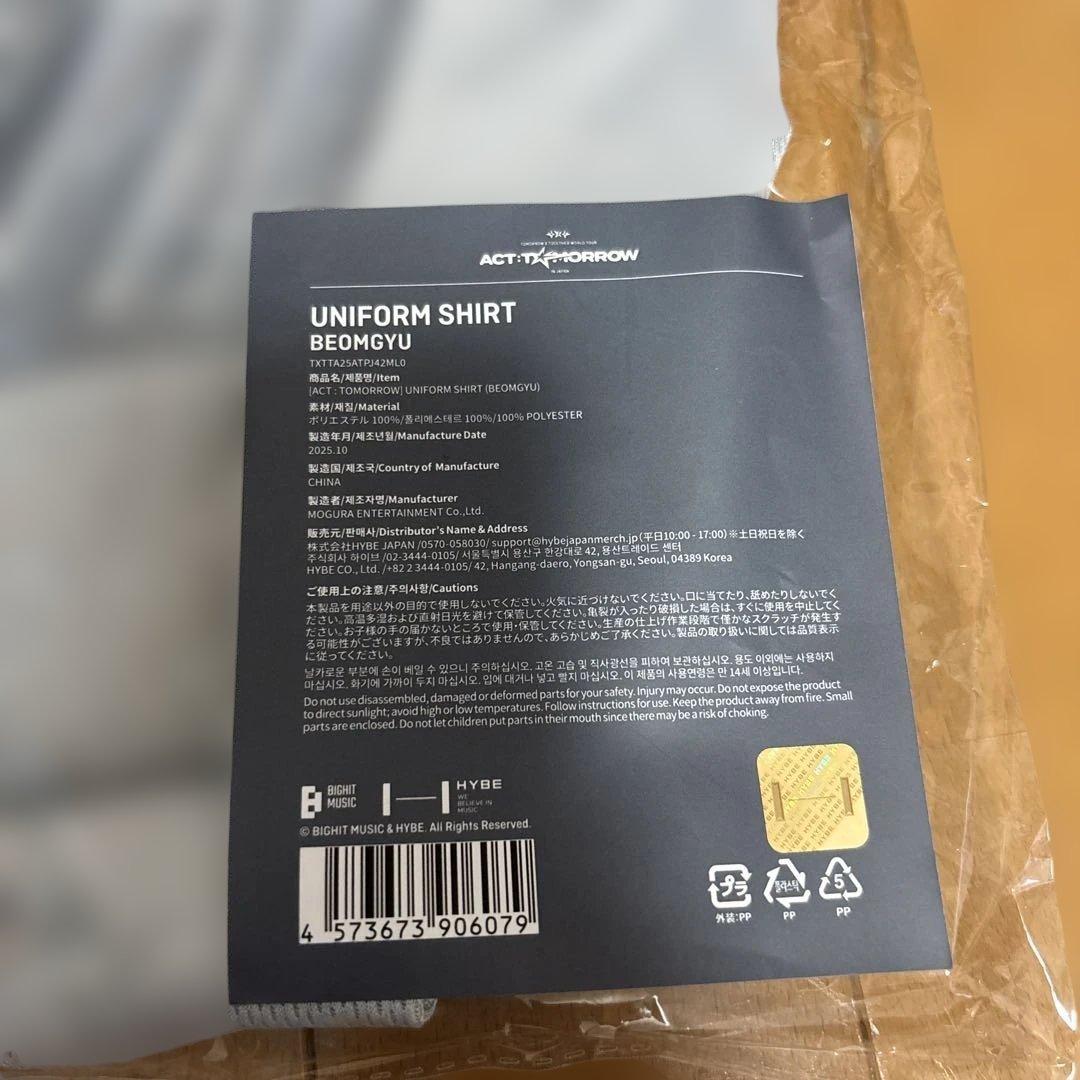 TOMORROW X TOGETHER WORLD TOUR
ACT : TOMORROW
IN JAPAN
UNIFORM SHIRT
BEOMGYU
TXTTA25ATPJ42ML0
商品名/제품명/Item
[ACT : TOMORROW] UNIFORM SHIRT (BEOMGYU)
素材/재질/Material
ポリエステル 100%/폴리에스테르 100%/100% POLYESTER
製造年月/제조년월/Manufacture Date
2025.10
製造国/제조국/Country of Manufacture
CHINA
製造者/제조자명/Manufacturer
MOGURA ENTERTAINMENT Co.,Ltd.
販売元/판매사/Distributor's Name & Address
株式会社HYBE JAPAN /0570-058030/ support@hybejapanmerch.jp(平日10:00 - 17:00)※土日祝日を除く
주식회사 하이브 /02-3444-0105/ 서울특별시 용산구 한강대로 42, 용산트레이드 센터
HYBE CO., Ltd. /+82 2 3444-0105/ 42, Hangang-daero, Yongsan-gu, Seoul, 04389 Korea
ご使用上の注意/주의사항/Cautions
本製品を用途以外の目的で使用しないでください。火気に近づけないでください。口に当てたり、舐めたりしないでく
ださい。高温多湿および直射日光を避けて保管してください。亀裂が入ったり破損した場合は、すぐに使用を中止してく
ださい。お子様の手の届かないところで使用・保管してください。生産の仕上げ作業段階で僅かなスクラッチが発生す
る可能性がございますが、不良ではありませんので、あらかじめご了承ください。製品の取り扱いに関しては品質表示
に従ってください。
날카로운 부분에 손이 베일 수 있으니 주의하십시오. 고온 고습 및 직사광선을 피하여 보관하십시오. 용도 이외에는 사용하지
마십시오. 화기에 가까이 두지 마십시오. 입에 대거나 넣고 빨지 마십시오. 이 제품의 사용연령은 만 14세 이상입니다.
Do not use disassembled, damaged or deformed parts for your safety. Injury may occur. Do not expose the product
to direct sunlight; avoid high or low temperatures. Follow instructions for use. Keep the product away from fire. Small
parts are enclosed. Do not let children put parts in their mouth since there may be a risk of choking.
BIGHIT
MUSIC
HYBE
WE
BELIEVE IN
MUSIC
© BIGHIT MUSIC & HYBE. All Rights Reserved.
4 573673 906079
HYBE HYBE HYBE
プラ
外装:PP
플라스틱
PP
5
PP